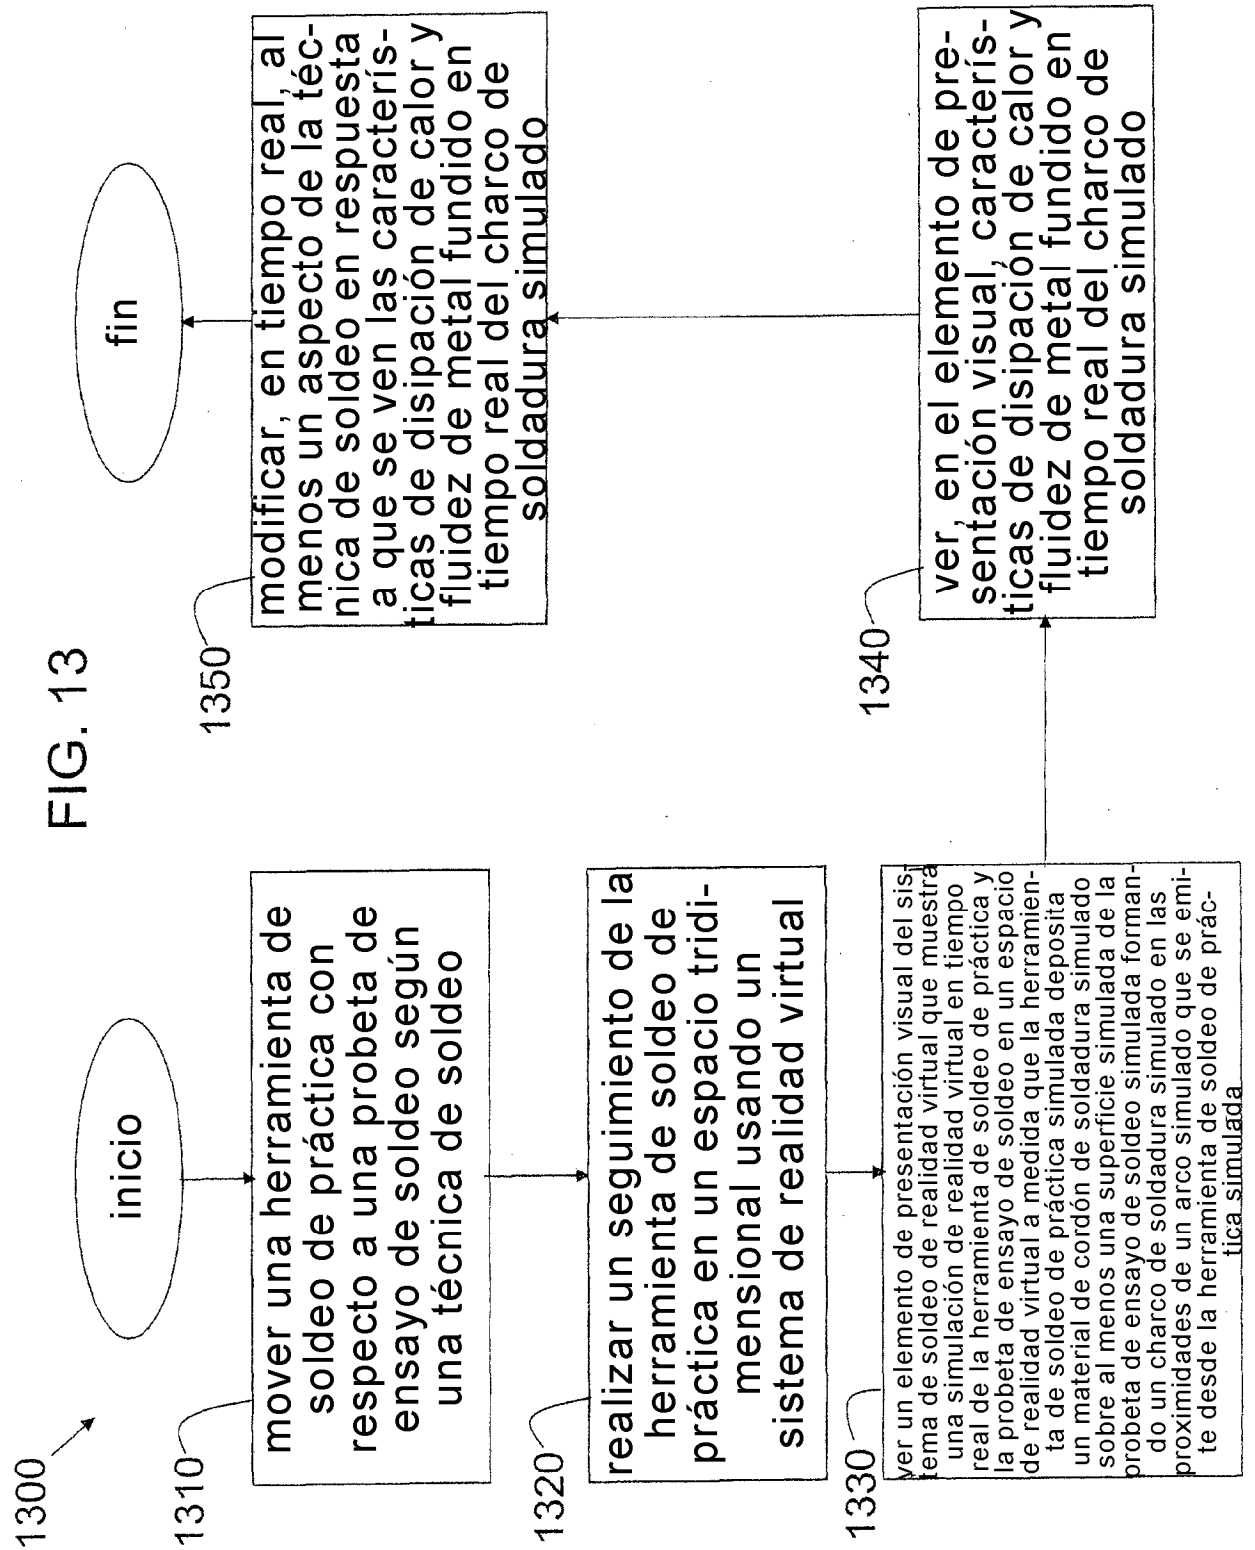 FIG. 13
1300
inicio
1310
mover una herramienta de
soldeo de práctica con
respecto a una probeta de
ensayo de soldeo según
una técnica de soldeo
1320
realizar un seguimiento de la
herramienta de soldeo de
práctica en un espacio tridi-
mensional usando un
sistema de realidad virtual
1330
ver un elemento de presentación visual del sis-
tema de soldeo de realidad virtual que muestra
una simulación de realidad virtual en tiempo
real de la herramienta de soldeo de práctica y
la probeta de ensayo de soldeo en un espacio
de realidad virtual a medida que la herramien-
ta de soldeo de práctica simulada deposita
un material de cordón de soldadura simulado
sobre al menos una superficie simulada de la
probeta de ensayo de soldeo simulada forman-
do un charco de soldadura simulado en las
proximidades de un arco simulado que se emi-
te desde la herramienta de soldeo de prác-
tica simulada
1340
ver, en el elemento de pre-
sentación visual, caracterís-
ticas de disipación de calor y
fluidez de metal fundido en
tiempo real del charco de
soldadura simulado
1350
modificar, en tiempo real, al
menos un aspecto de la téc-
nica de soldeo en respuesta
a que se ven las caracterís-
ticas de disipación de calor y
fluidez de metal fundido en
tiempo real del charco de
soldadura simulado
fin